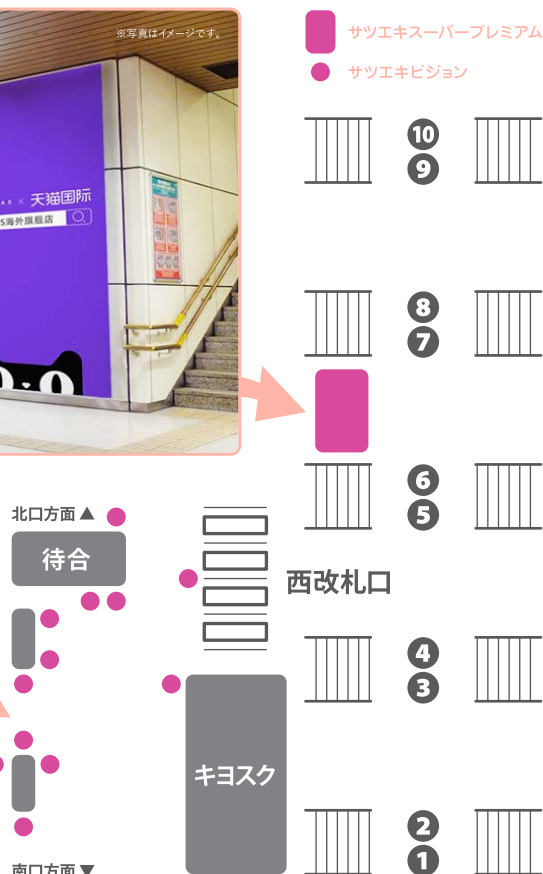 ※写真はイメージです。
サツエキスーパープレミアム
サツエキビジョン
× 天猫国际
S海外旗舰店
10
9
8
7
6
5
北口方面▲
待合
西改札口
4
3
キヨスク
2
1
南口方面▼